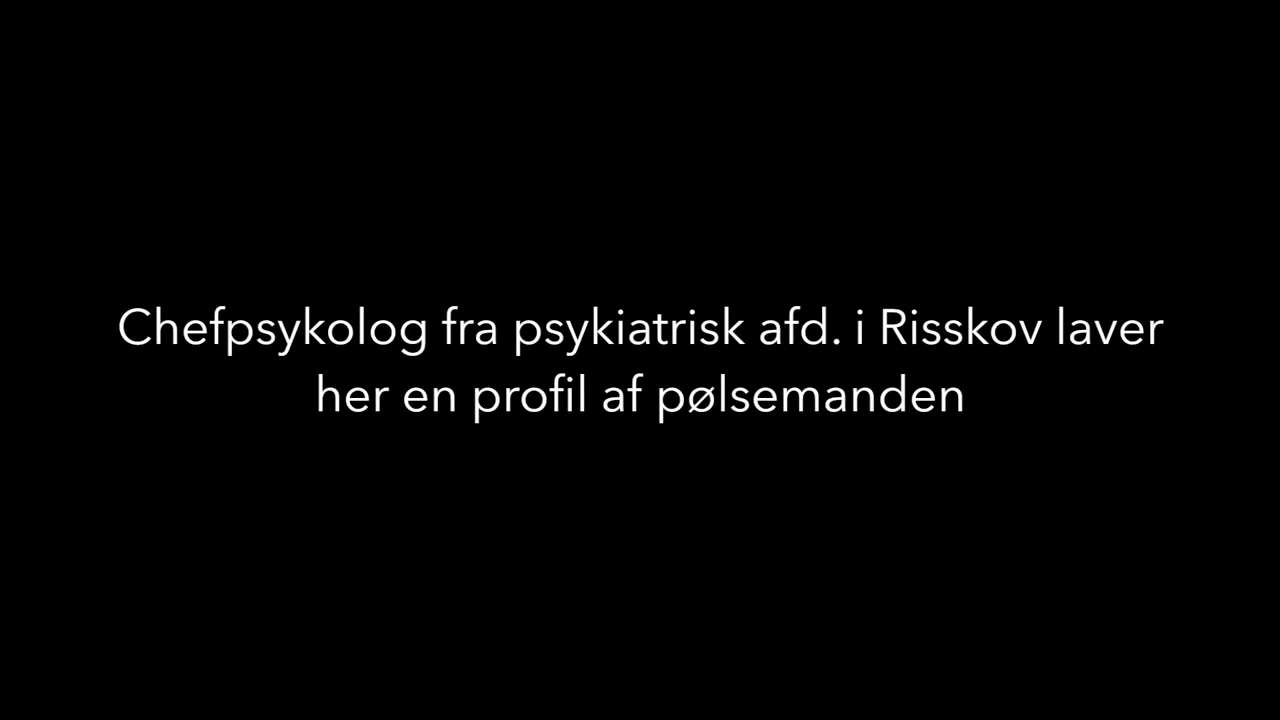 Chefpsykolog fra psykiatrisk afd. i Risskov laver
her en profil af pølsemanden